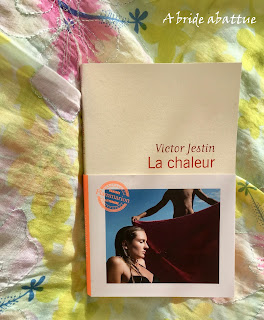 A bride abattue
Victor Jestin
La chaleur